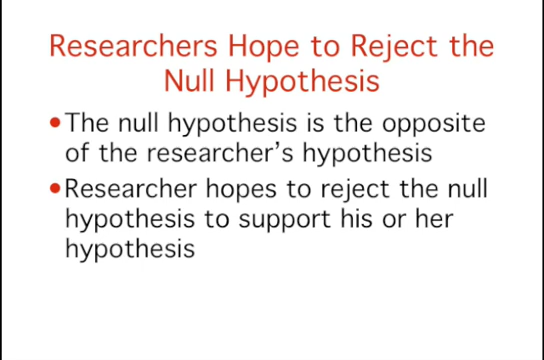 Researchers Hope to Reject the
Null Hypothesis
•The null hypothesis is the opposite
of the researcher's hypothesis
•Researcher hopes to reject the null
hypothesis to support his or her
hypothesis